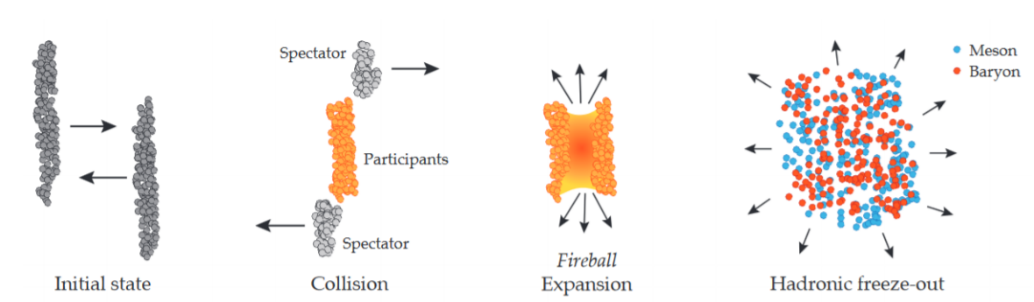 Spectator
Participants
Spectator
Meson
Baryon
Initial state
Collision
Fireball
Expansion
Hadronic freeze-out